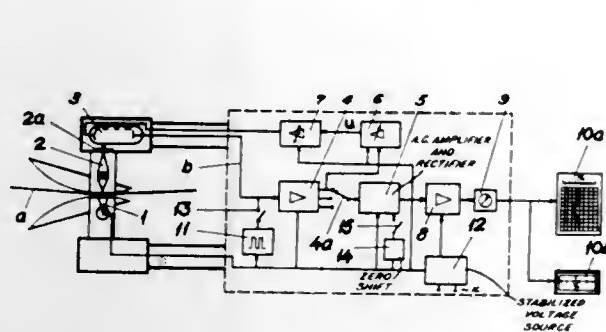 3
2a
2
a
1
b
13
11
7
4
u
6
5
9
A.C. AMPLIFIER
AND
RECTIFIER
4a
15
14
8
12
ZERO
SHIFT
STABILIZED
VOLTAGE
SOURCE
10a